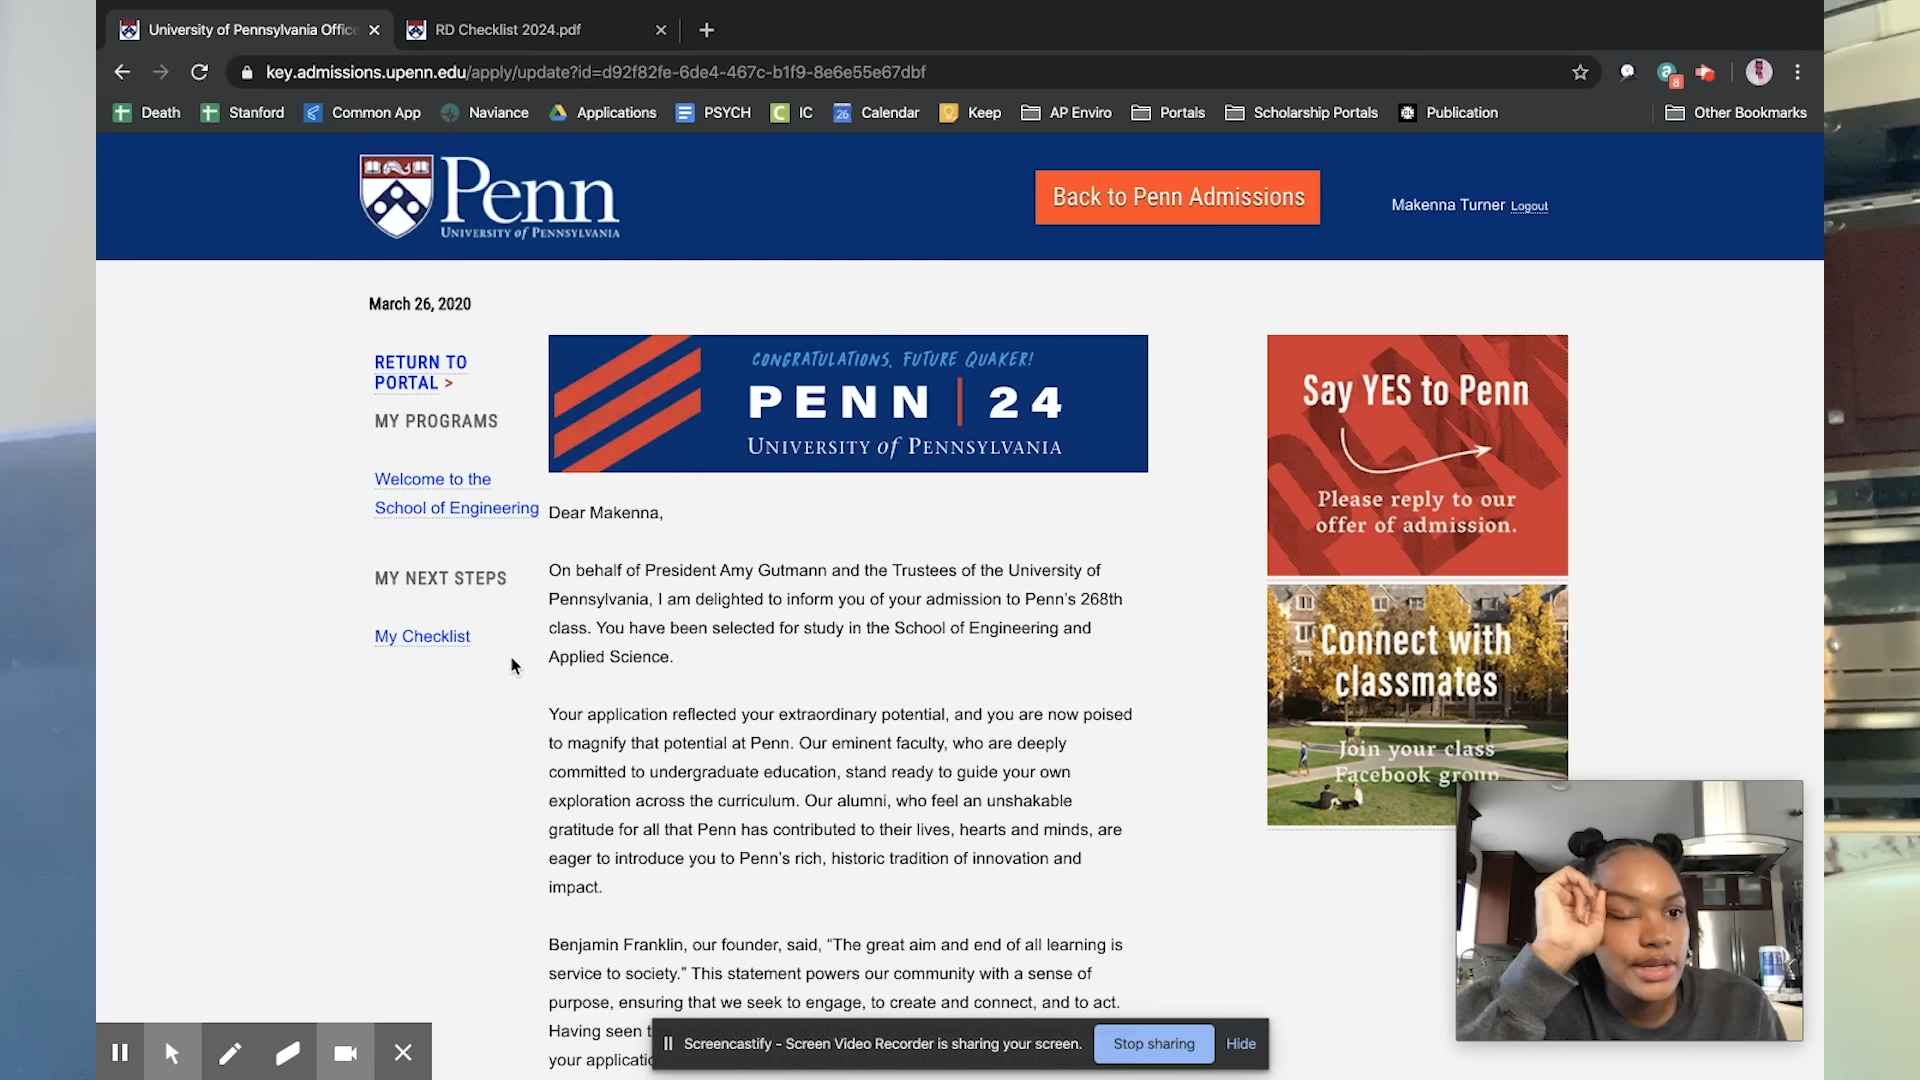 University of Pennsylvania Office
RD Checklist 2024.pdf
key.admissions.upenn.edu/apply/update?id=d92f82fe-6de4-467c-b1f9-8e6e55e67dbf
8
Death
Stanford
Common App
Naviance
Applications
PSYCH
IC
26
Calendar
Keep
AP Enviro
Portals
Scholarship Portals
Publication
Other Bookmarks
Penn
University of Pennsylvania
Back to Penn Admissions
Makenna Turner Logout
March 26, 2020
RETURN TO
PORTAL >
MY PROGRAMS
Welcome to the
School of Engineering
MY NEXT STEPS
My Checklist
CONGRATULATIONS, FUTURE QUAKER!
PENN | 24
University of Pennsylvania
Dear Makenna,
On behalf of President Amy Gutmann and the Trustees of the University of
Pennsylvania, I am delighted to inform you of your admission to Penn’s 268th
class. You have been selected for study in the School of Engineering and
Applied Science.
Your application reflected your extraordinary potential, and you are now poised
to magnify that potential at Penn. Our eminent faculty, who are deeply
committed to undergraduate education, stand ready to guide your own
exploration across the curriculum. Our alumni, who feel an unshakable
gratitude for all that Penn has contributed to their lives, hearts and minds, are
eager to introduce you to Penn’s rich, historic tradition of innovation and
impact.
Benjamin Franklin, our founder, said, “The great aim and end of all learning is
service to society.” This statement powers our community with a sense of
purpose, ensuring that we seek to engage, to create and connect, and to act.
Having seen
your
Say YES to Penn
Please reply to our
offer of admission.
Connect with
classmates
Join your class
Facebook group
Screencastify - Screen Video Recorder is sharing your screen.
Stop sharing
Hide